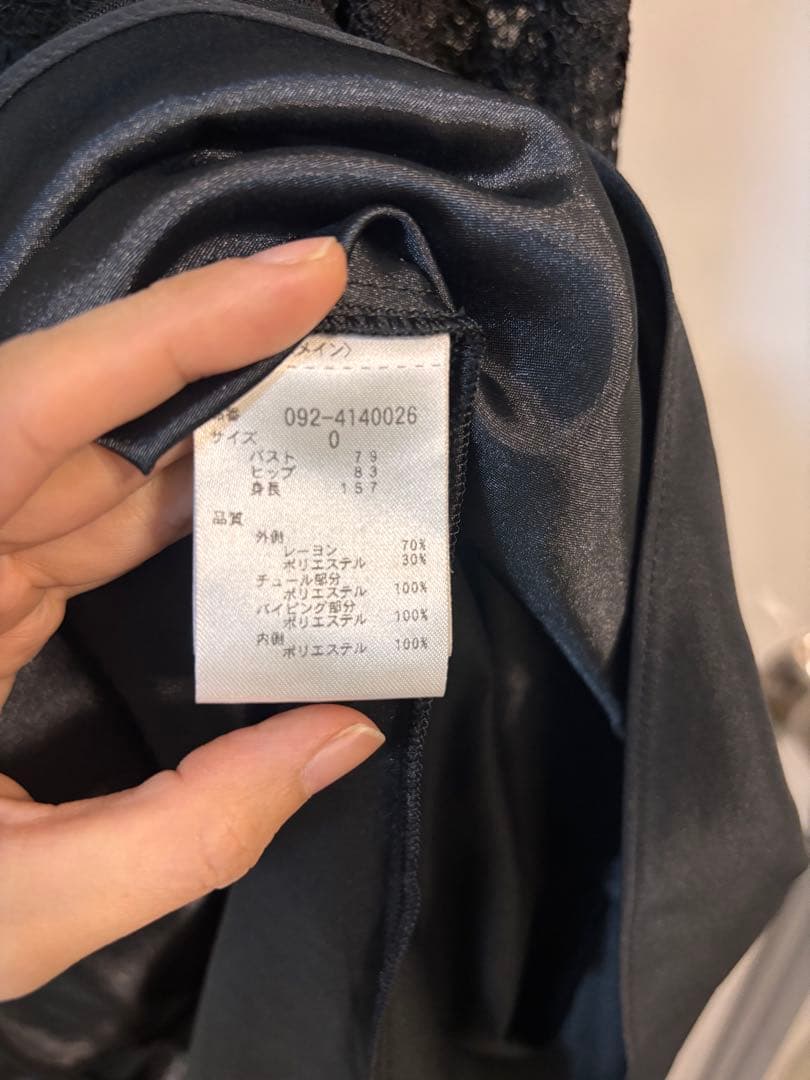 メイン〉
品番 092-4140026
サイズ 0
バスト 79
ヒップ 83
身長 157
品質
外側
レーヨン 70%
ポリエステル 30%
チュール部分
ポリエステル 100%
パイピング部分
ポリエステル 100%
内側
ポリエステル 100%